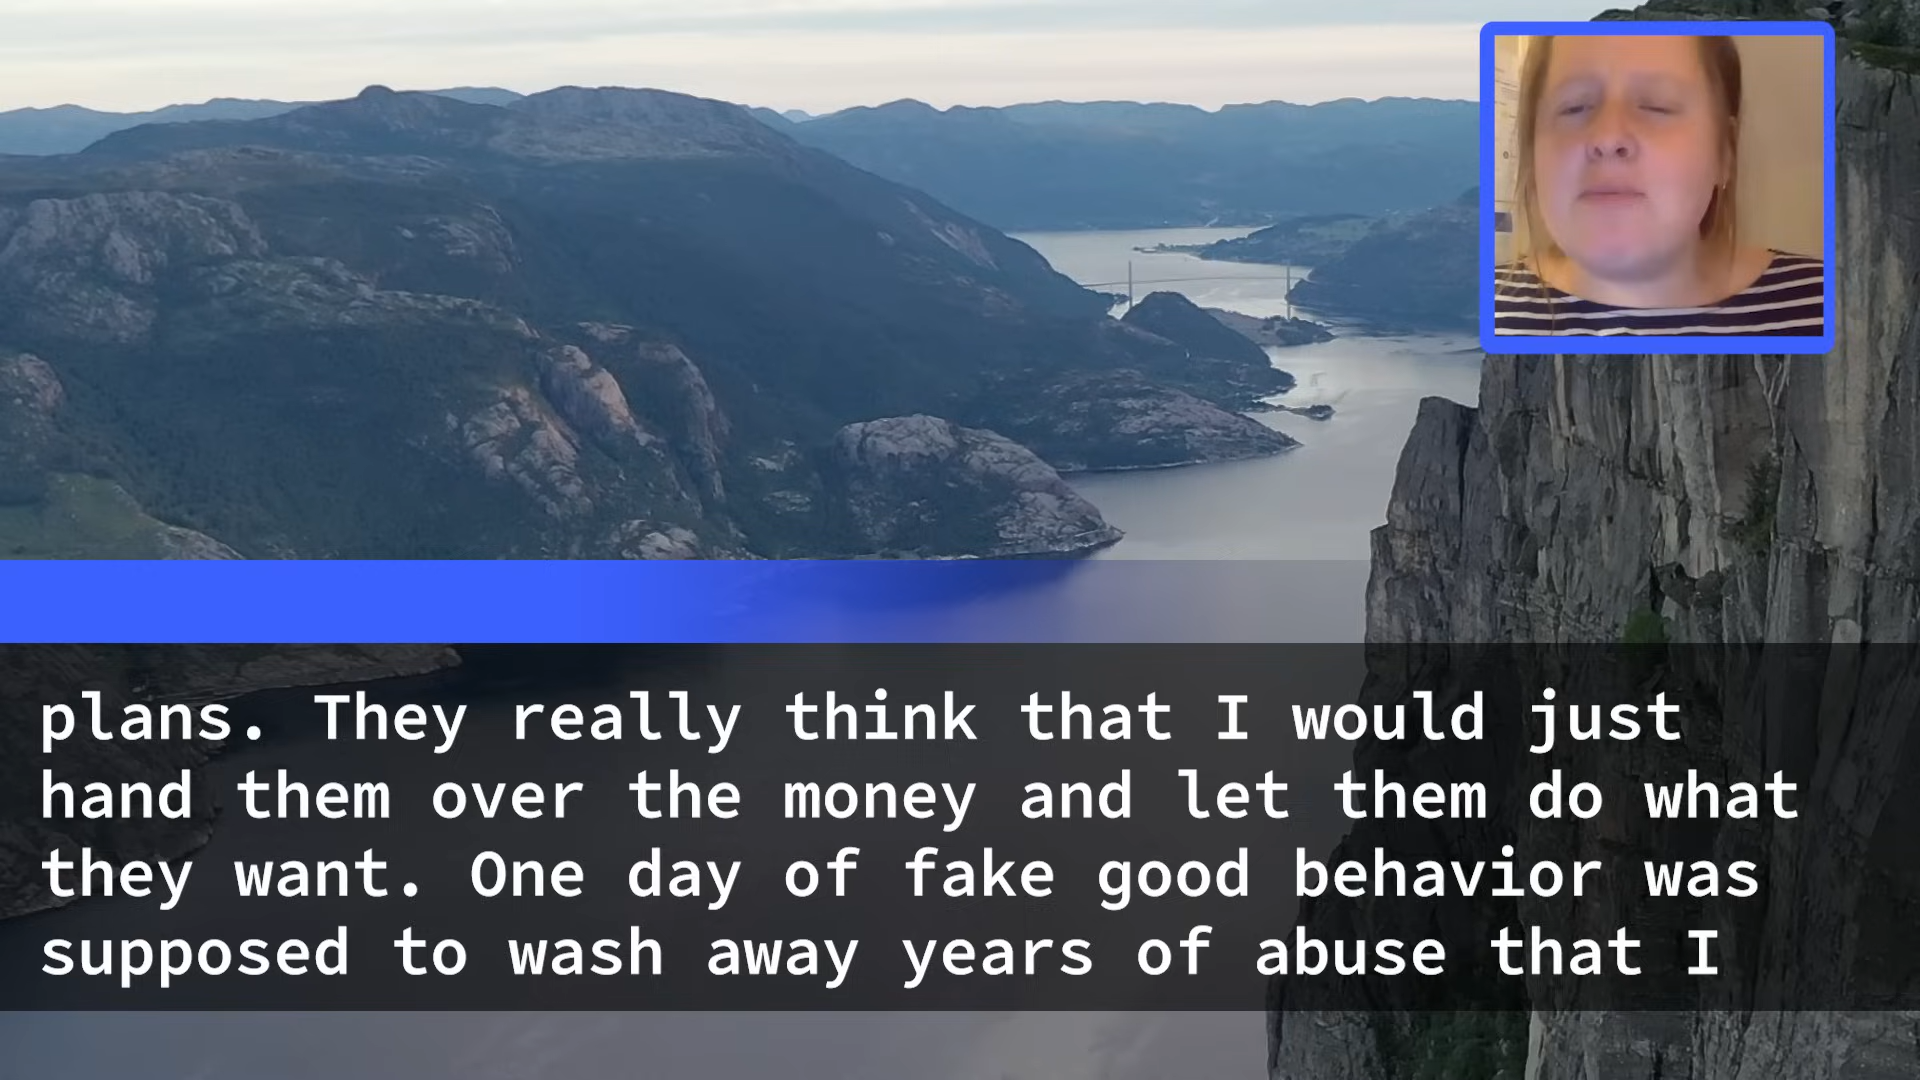 plans. They really think that I would just
hand them over the money and let them do what
they want. One day of fake good behavior was
supposed to wash away years of abuse that I